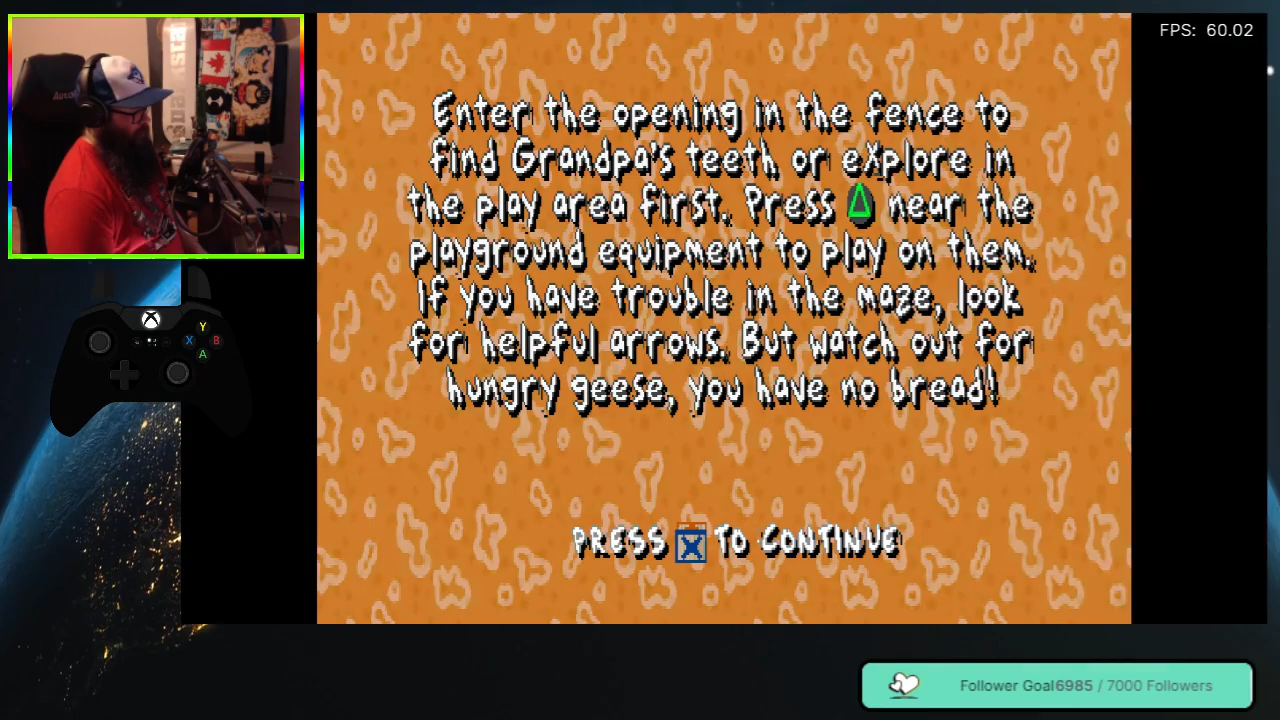 FPS: 60.02
Enter the opening in the fence to
find Grandpa's teeth or explore in
the play area first. Press near the
playground equipment to play on them.
If you have trouble in the maze, look
for helpful arrows. But watch out for
hungry geese, you have no bread!
PRESS X TO CONTINUE
Y
X B
A
Follower Goal 6985 / 7000 Followers